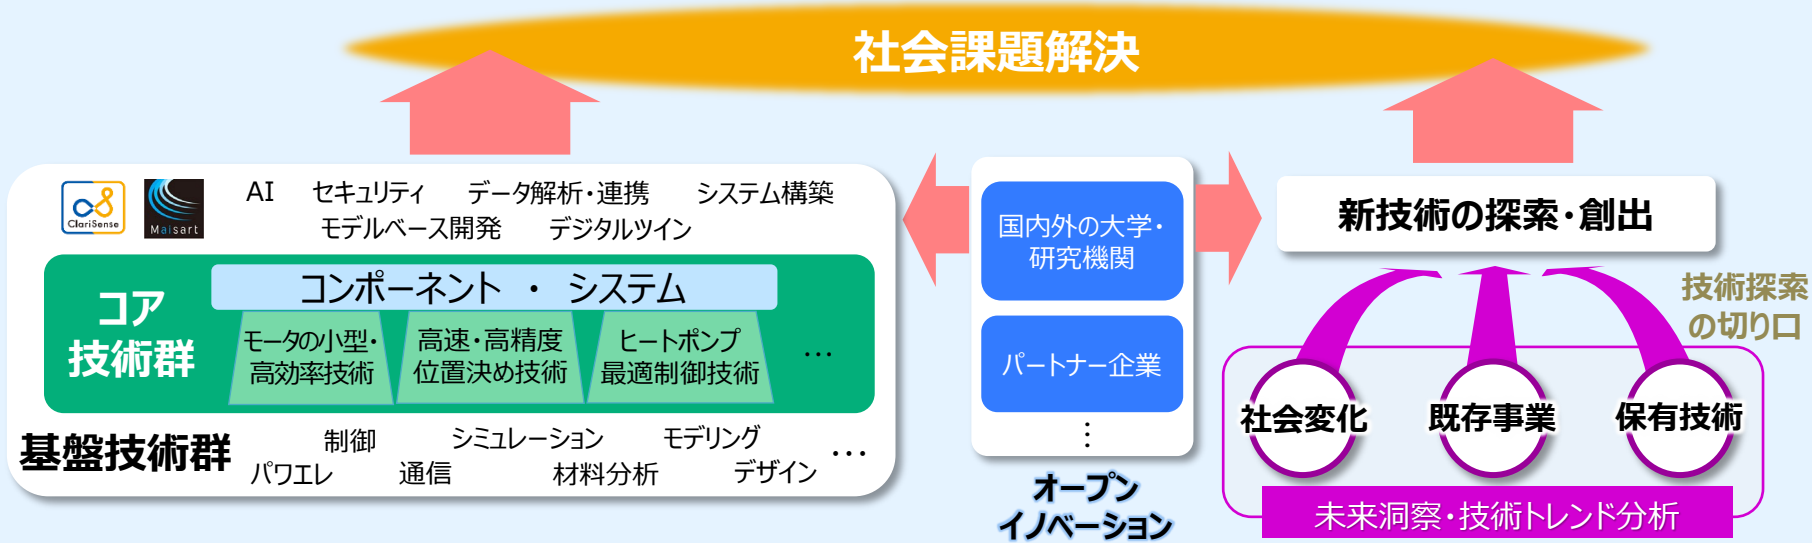 社会課題解決
ClariSense
Maisart
AI セキュリティ データ解析・連携 システム構築
モデルベース開発 デジタルツイン
コア
技術群
コンポーネント ・ システム
モータの小型・
高効率技術
高速・高精度
位置決め技術
ヒートポンプ
最適制御技術
…
基盤技術群
制御 シミュレーション モデリング
パワエレ 通信 材料分析 デザイン
…
国内外の大学・
研究機関
パートナー企業
⋮
オープン
イノベーション
新技術の探索・創出
技術探索
の切り口
社会変化
既存事業
保有技術
未来洞察・技術トレンド分析